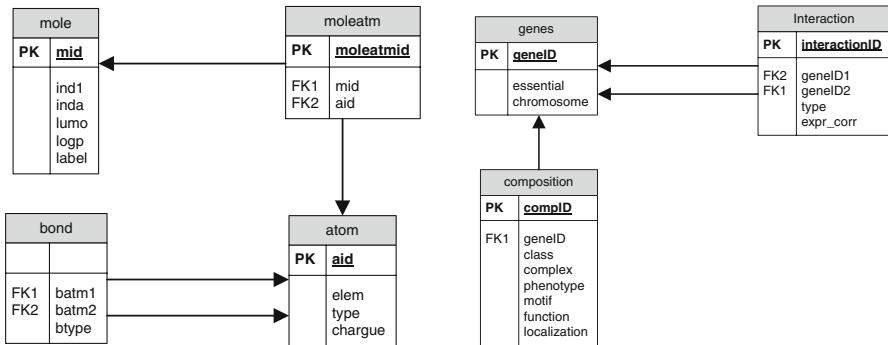 mole
PK mid
ind1
inda
lumo
logp
label
moleatm
PK moleatmid
FK1 mid
FK2 aid
bond
FK1 batm1
FK2 batm2
btype
atom
PK aid
elem
type
chargue
genes
PK geneID
essential
chromosome
Interaction
PK interactionID
FK2 geneID1
FK1 geneID2
type
expr_corr
composition
PK compID
FK1 geneID
class
complex
phenotype
motif
function
localization